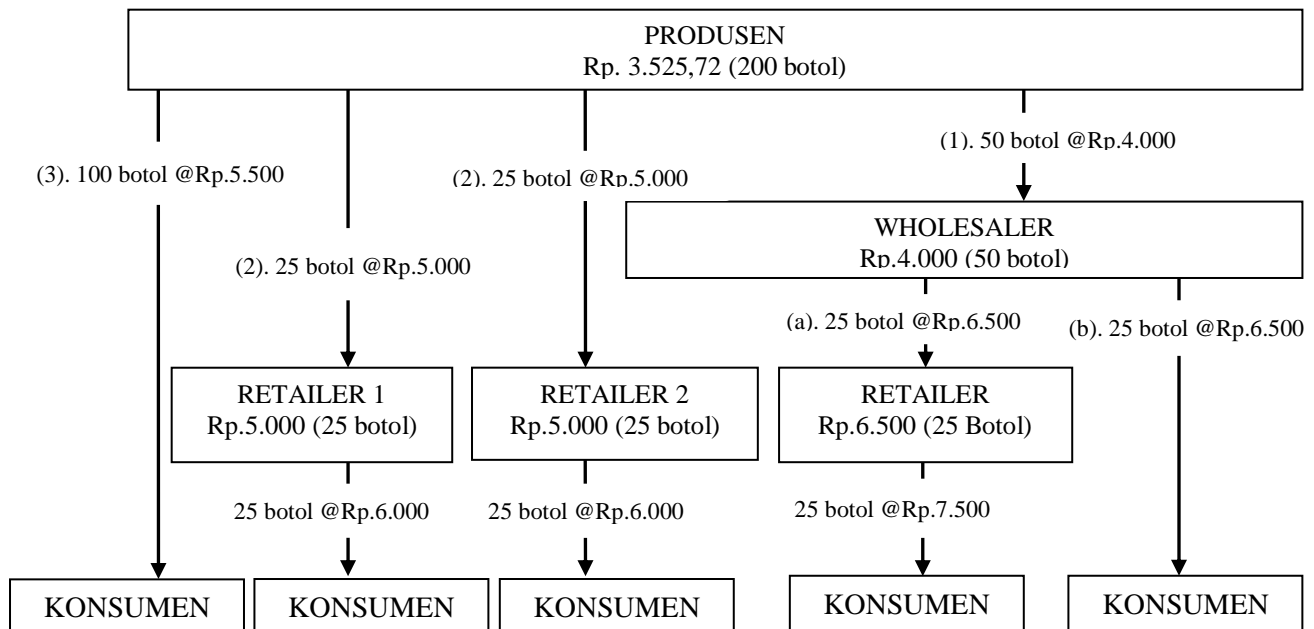 PRODUSEN
Rp. 3.525,72 (200 botol)
(1). 50 botol @Rp.4.000
(3). 100 botol @Rp.5.500
(2). 25 botol @Rp.5.000
WHOLESALER
Rp.4.000 (50 botol)
(2). 25 botol @Rp.5.000
(a). 25 botol @Rp.6.500
(b). 25 botol @Rp.6.500
RETAILER 1
Rp.5.000 (25 botol)
RETAILER 2
Rp.5.000 (25 botol)
RETAILER
Rp.6.500 (25 Botol)
25 botol @Rp.6.000
25 botol @Rp.6.000
25 botol @Rp.7.500
KONSUMEN
KONSUMEN
KONSUMEN
KONSUMEN
KONSUMEN